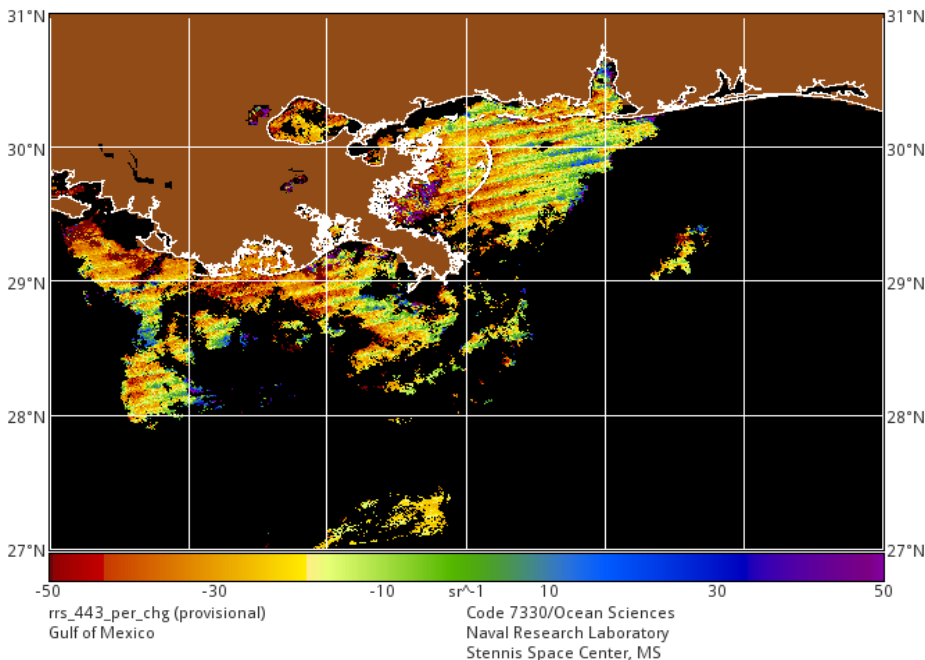 31°N 31°N
30°N 30°N
29°N 29°N
28°N 28°N
27°N 27°N
-50 -30 -10 sr^-1 10 30 50
rrs_443_per_chg (provisional) Code 7330/Ocean Sciences
Gulf of Mexico Naval Research Laboratory
Stennis Space Center, MS